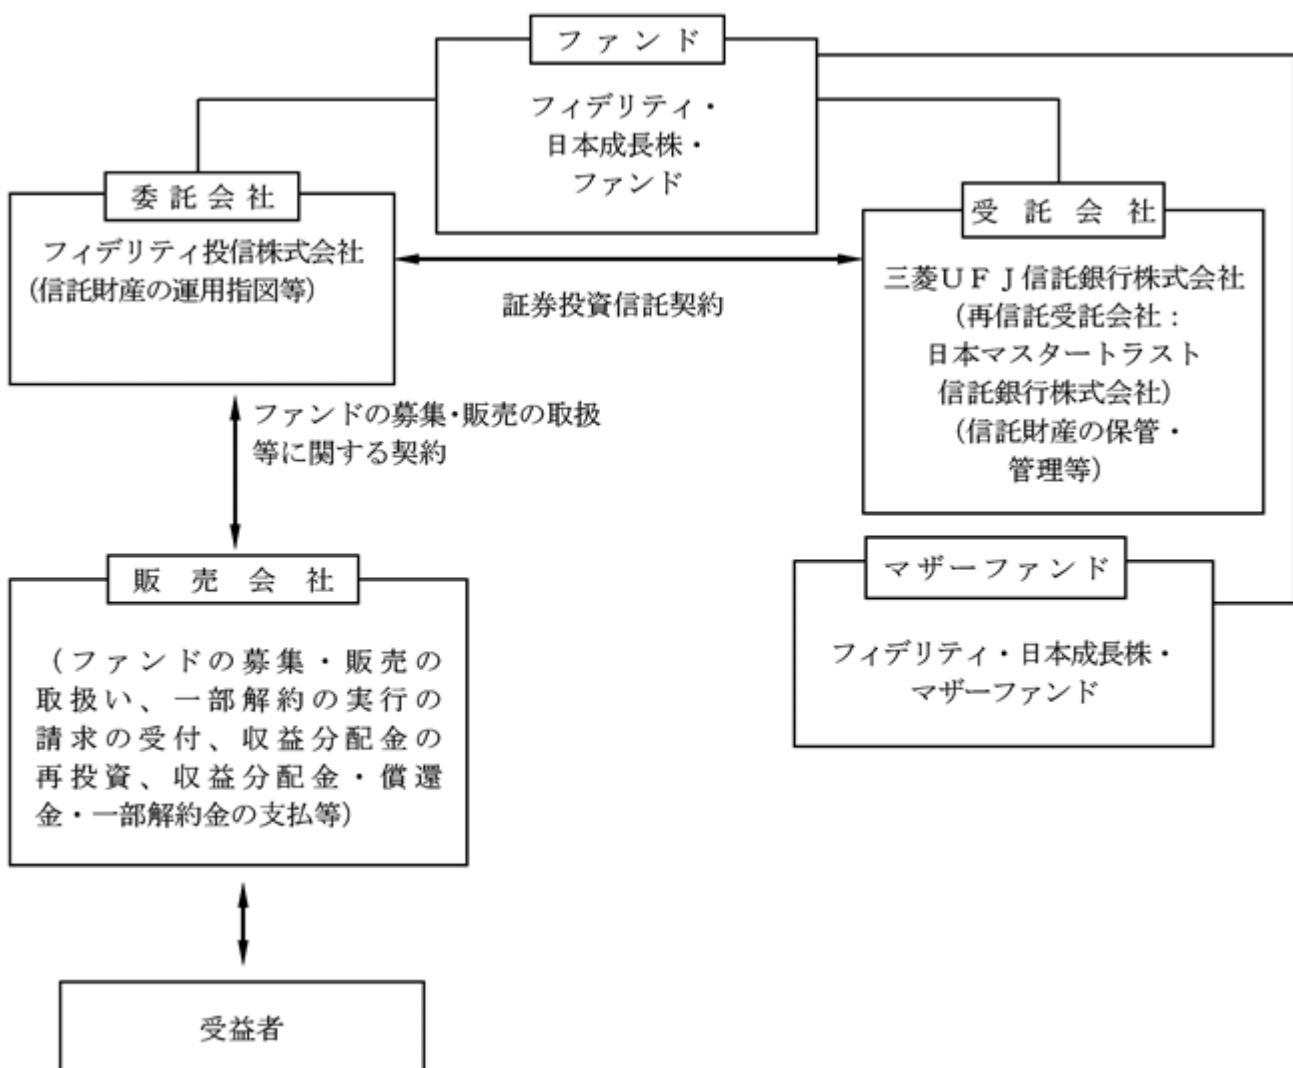 ファンド
フィデリティ・
日本成長株・
ファンド
委託会社
フィデリティ投信株式会社
(信託財産の運用指図等)
証券投資信託契約
受託会社
三菱UFJ信託銀行株式会社
(再信託受託会社:
日本マスタートラスト
信託銀行株式会社)
(信託財産の保管・
管理等)
ファンドの募集・販売の取扱
等に関する契約
販売会社
(ファンドの募集・販売の
取扱い、一部解約の実行の
請求の受付、収益分配金の
再投資、収益分配金・償還
金・一部解約金の支払等)
マザーファンド
フィデリティ・日本成長株・
マザーファンド
受益者